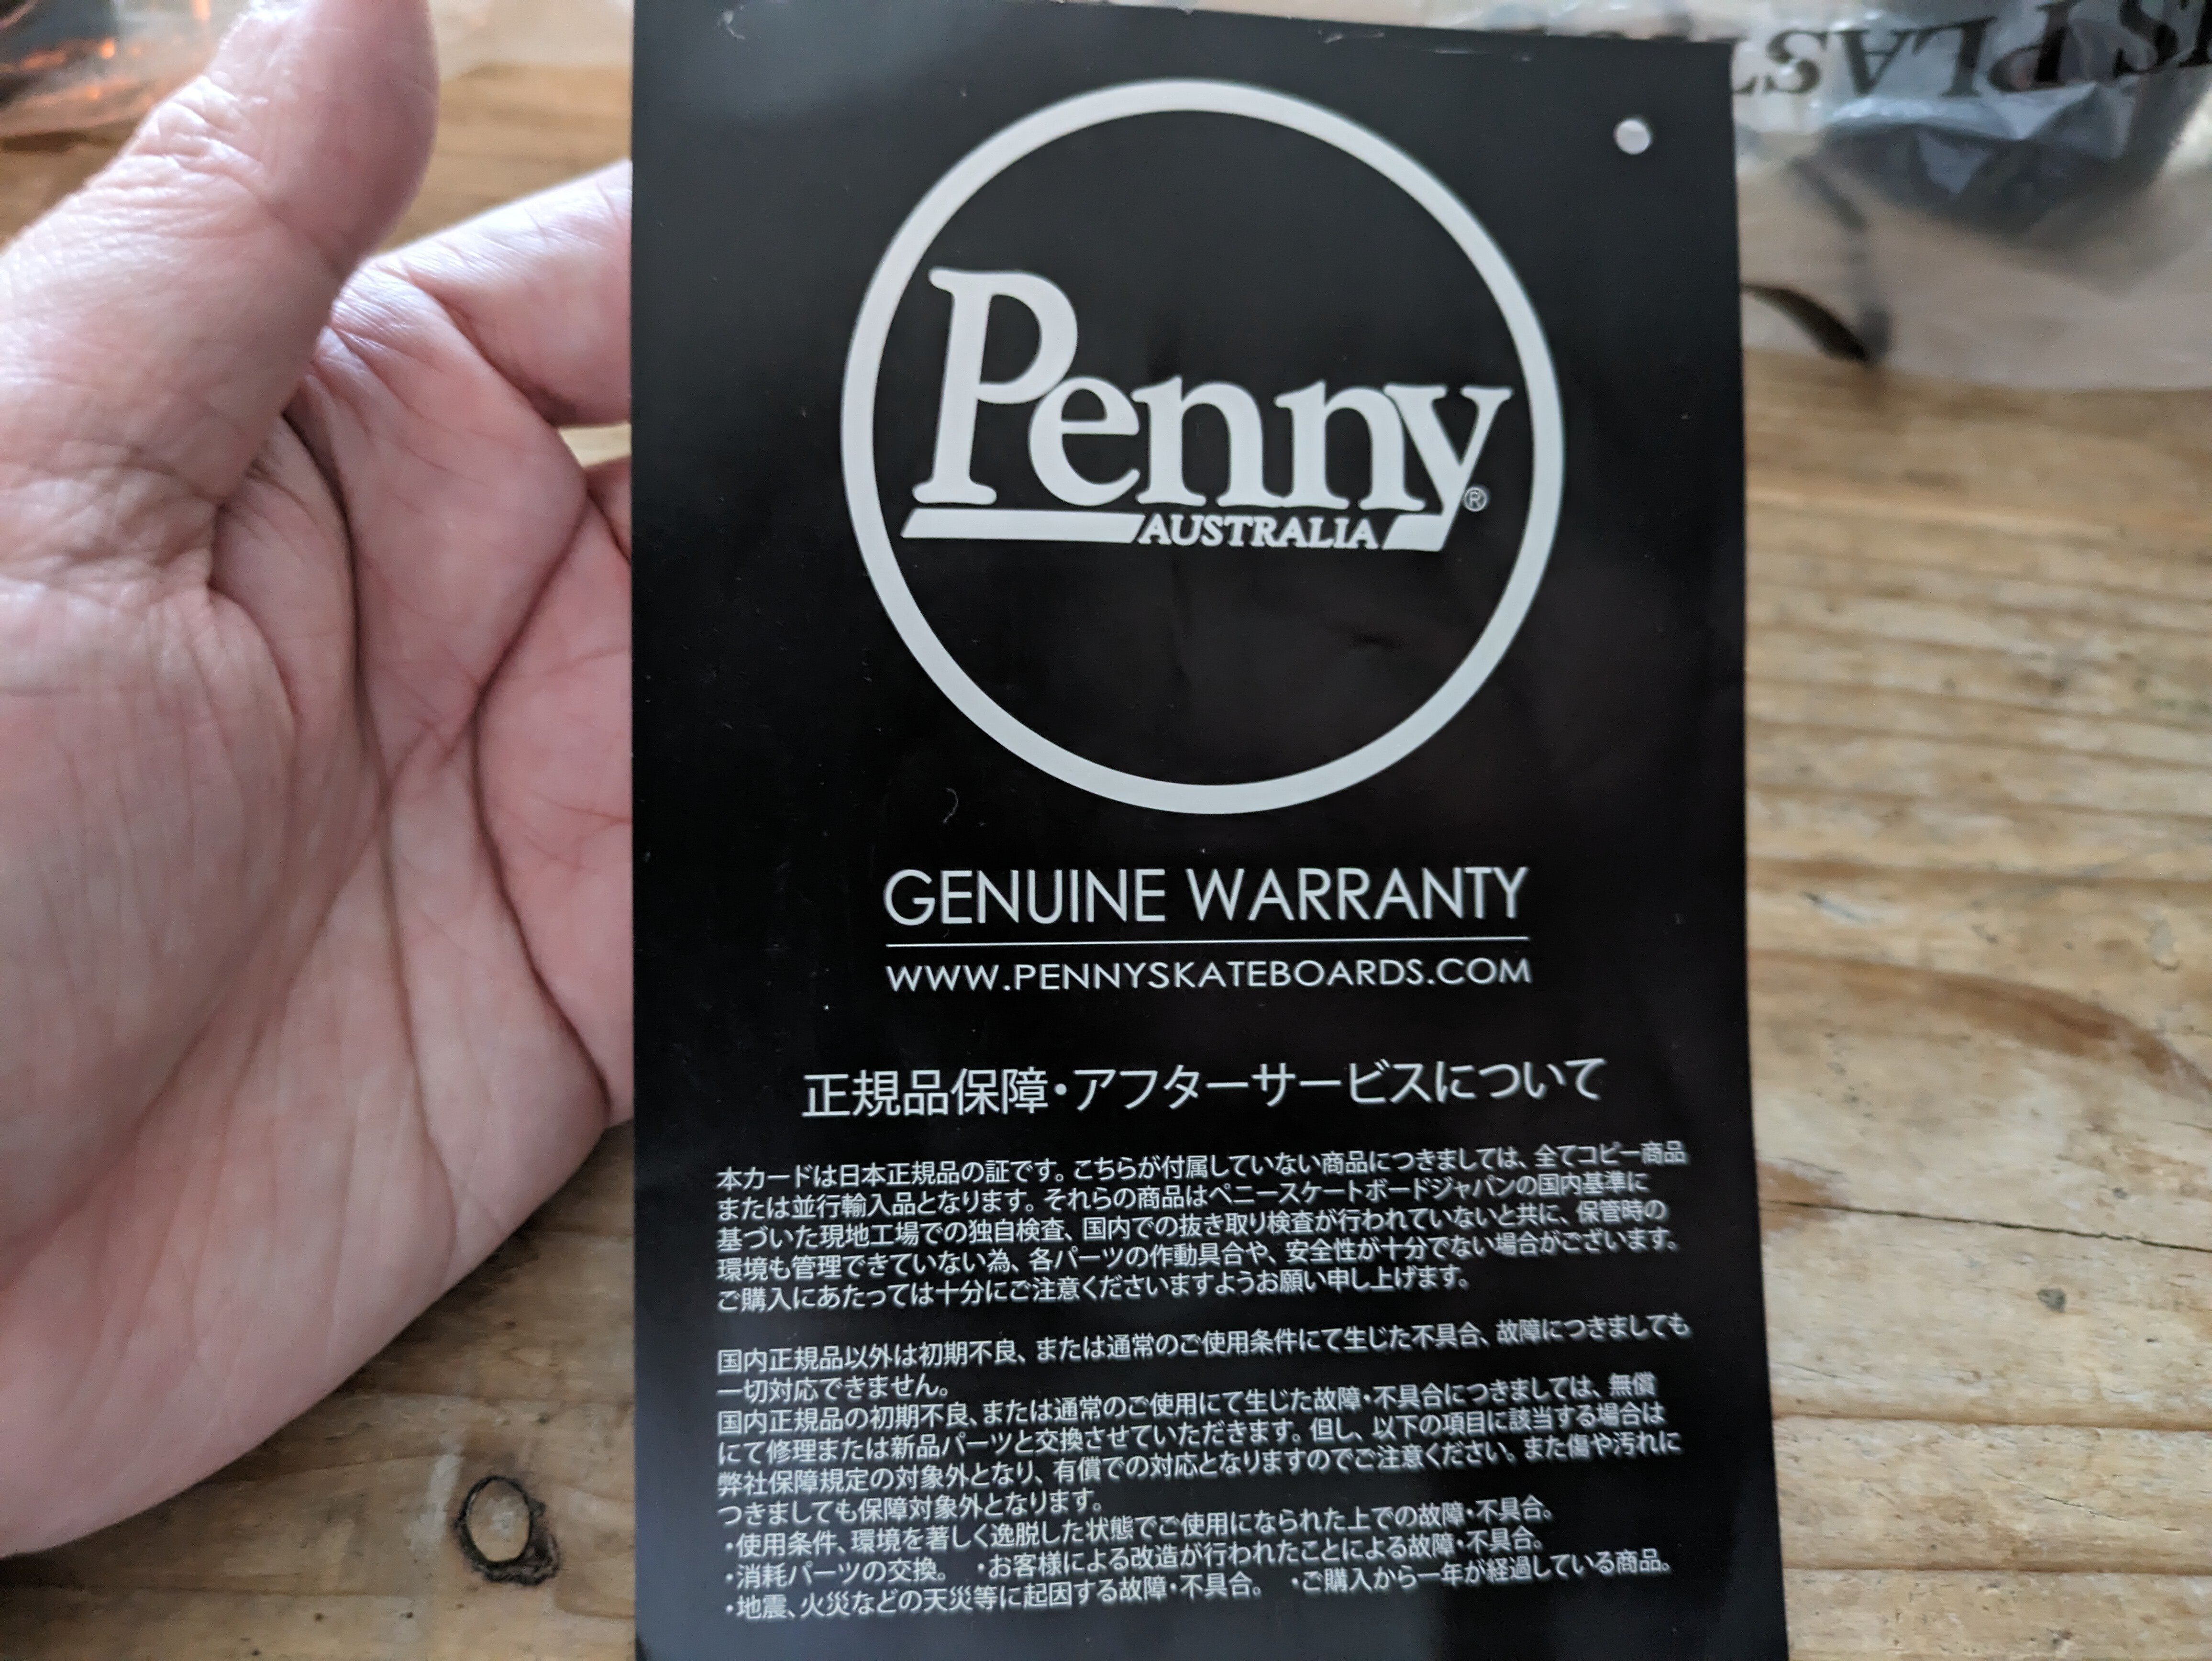 Penny®
AUSTRALIA
GENUINE WARRANTY
WWW.PENNYSKATEBOARDS.COM
正規品保障・アフターサービスについて
本カードは日本正規品の証です。こちらが付属していない商品につきましては、全てコピー商品
または並行輸入品となります。それらの商品はペニースケートボードジャパンの国内基準に
基づいた現地工場での独自検査、国内での抜き取り検査が行われていないと共に、保管時の
環境も管理できていない為、各パーツの作動具合や、安全性が十分でない場合がございます。
ご購入にあたっては十分にご注意くださいますようお願い申し上げます。
国内正規品以外は初期不良、または通常のご使用条件にて生じた不具合、故障につきましても
一切対応できません。
国内正規品の初期不良、または通常のご使用にて生じた故障・不具合につきましては、無償
にて修理または新品パーツと交換させていただきます。但し、以下の項目に該当する場合は
弊社保障規定の対象外となり、有償での対応となりますのでご注意ください。また傷や汚れに
つきましても保障対象外となります。
・使用条件、環境を著しく逸脱した状態でご使用になられた上での故障・不具合。
・消耗パーツの交換。 ・お客様による改造が行われたことによる故障・不具合。
・地震、火災などの天災等に起因する故障・不具合。 ・ご購入から一年が経過している商品。